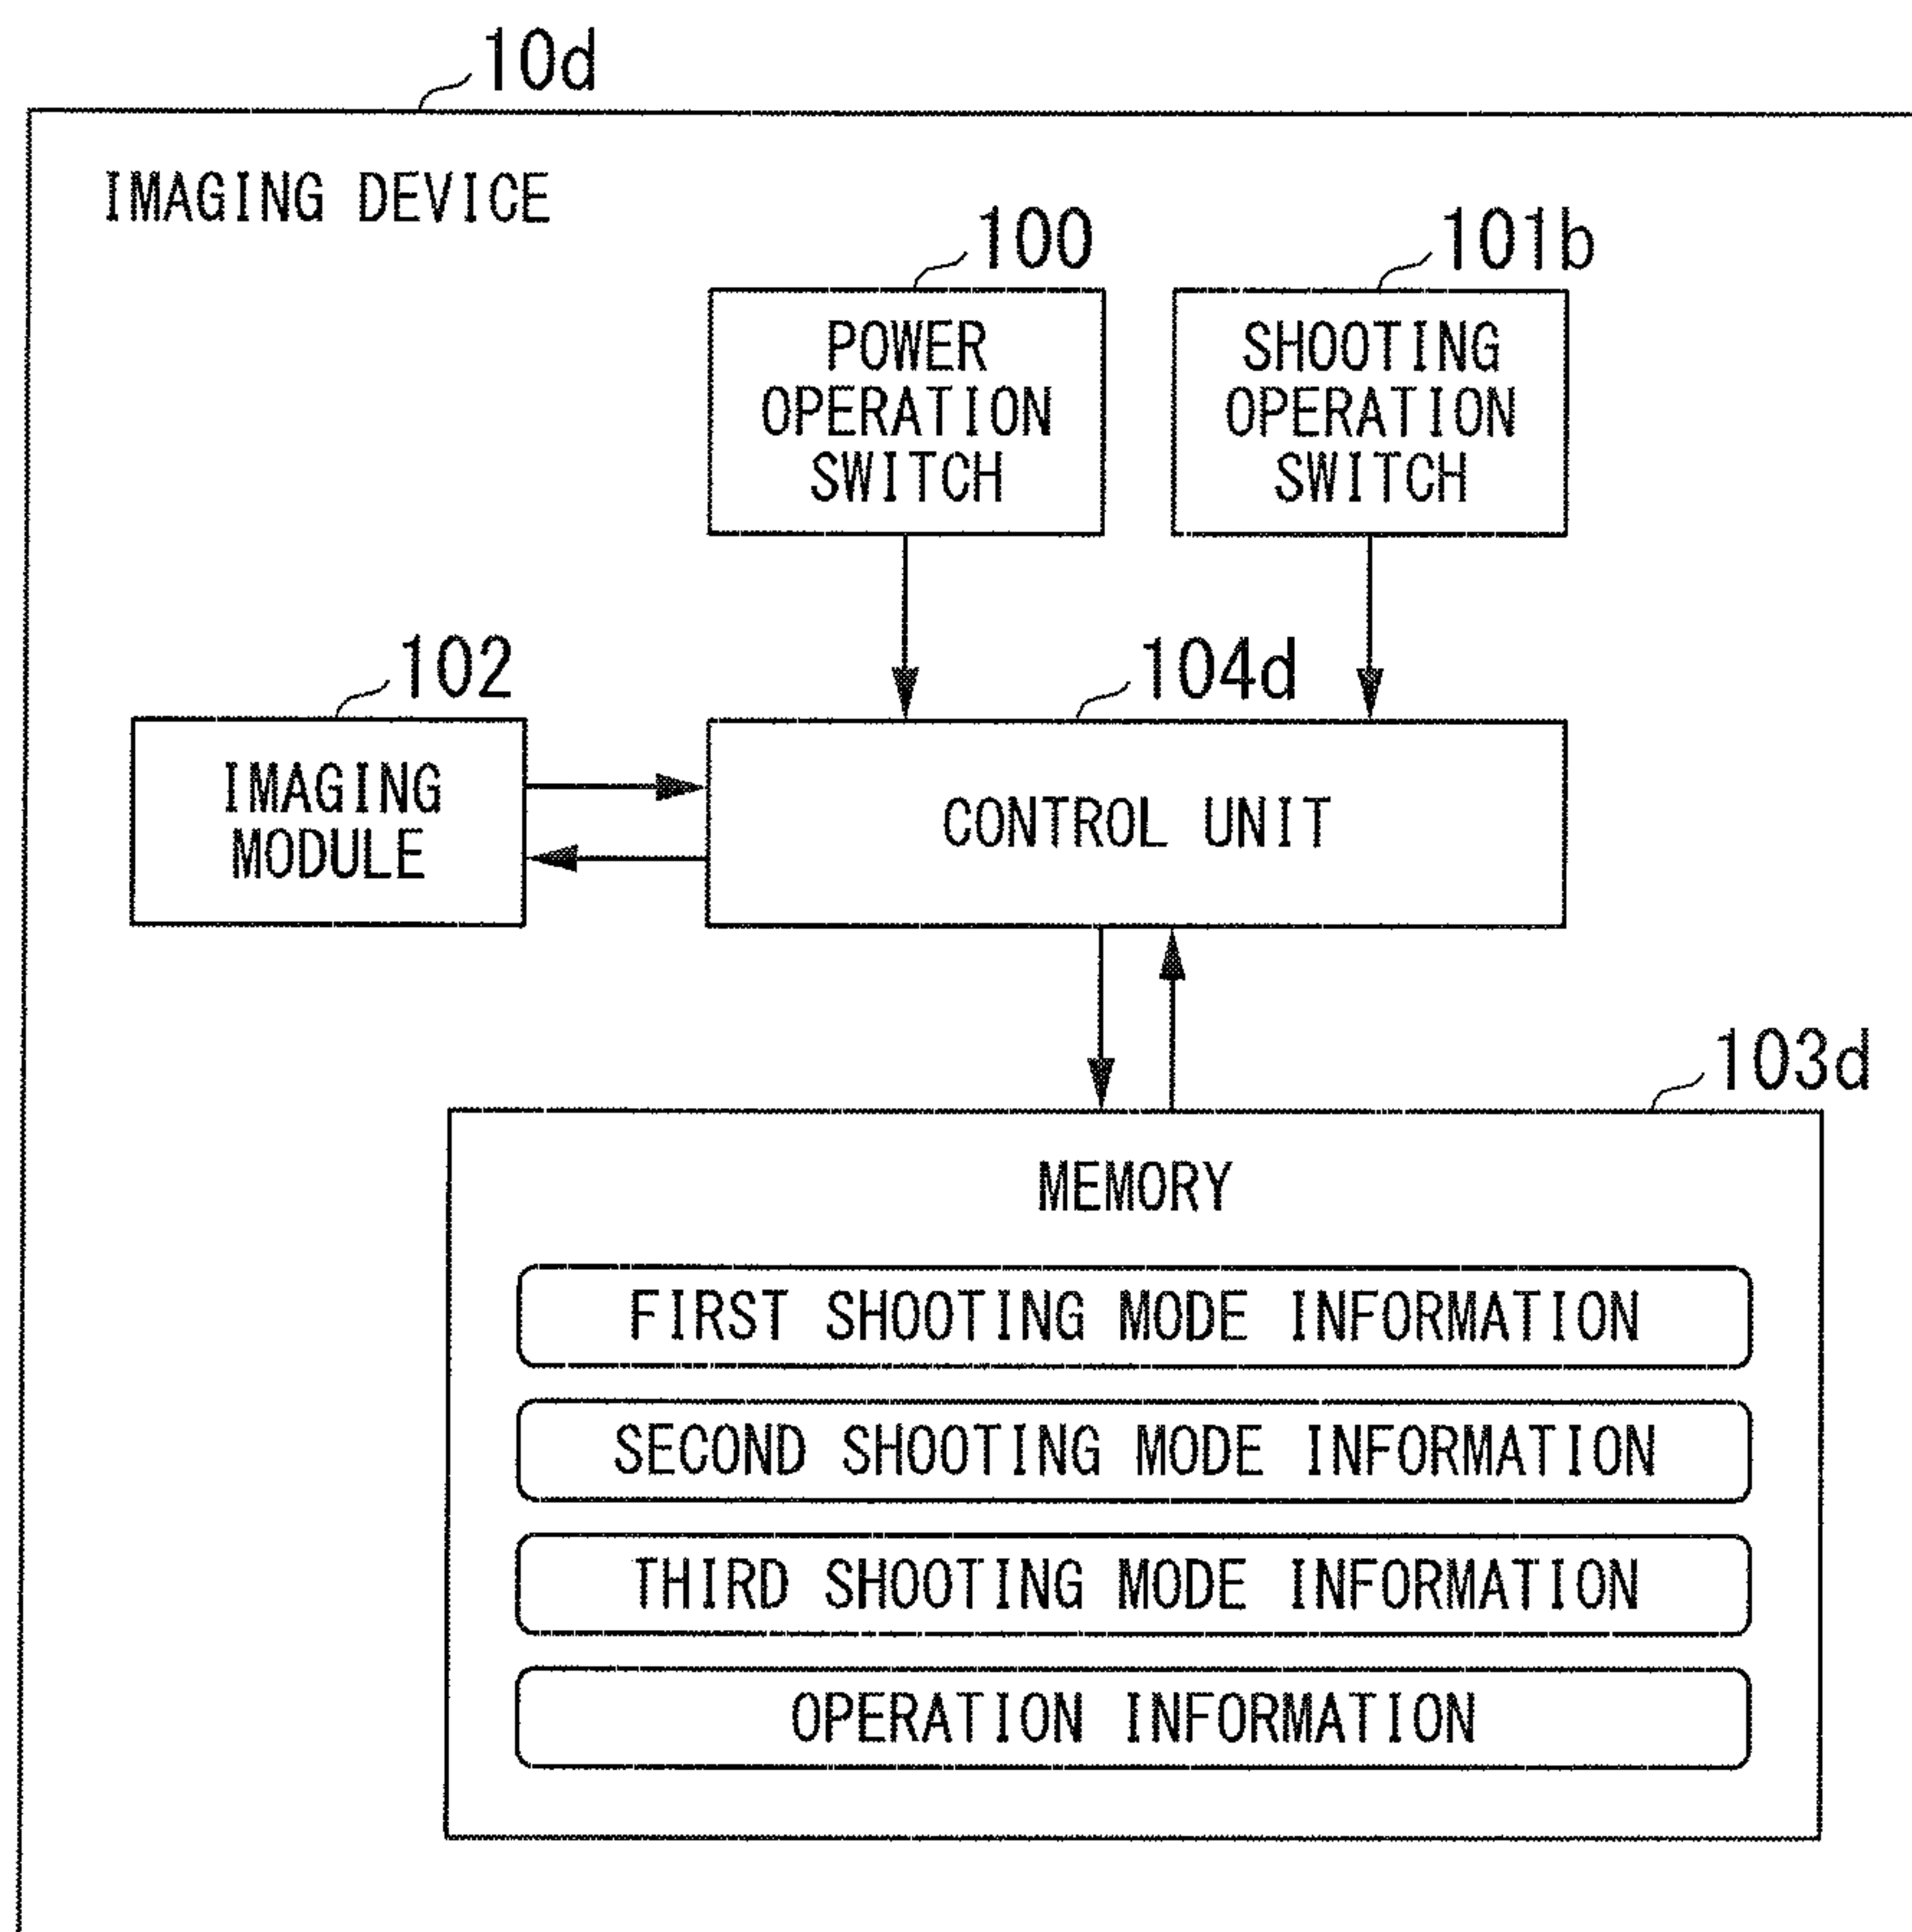 10d
IMAGING DEVICE
100
101b
POWER
OPERATION
SWITCH
SHOOTING
OPERATION
SWITCH
102
104d
IMAGING
MODULE
CONTROL UNIT
103d
MEMORY
FIRST SHOOTING MODE INFORMATION
SECOND SHOOTING MODE INFORMATION
THIRD SHOOTING MODE INFORMATION
OPERATION INFORMATION